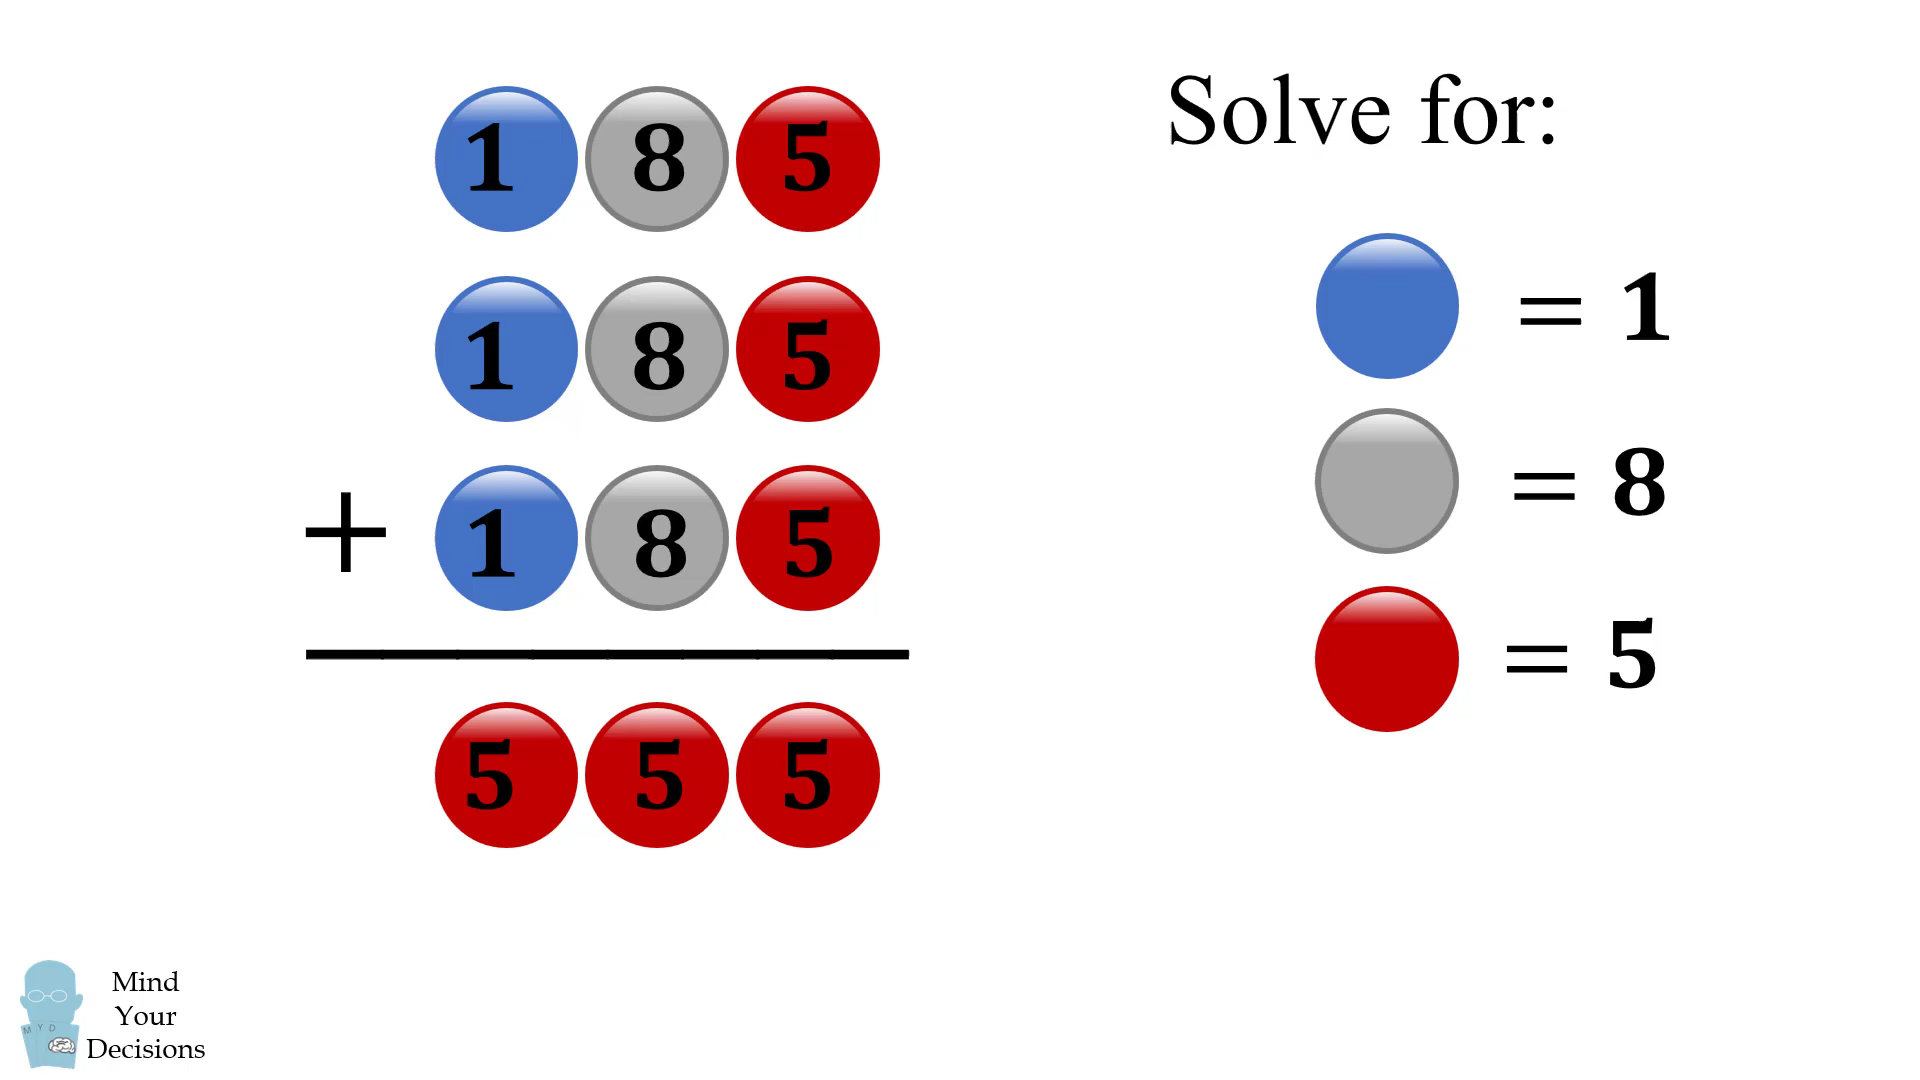 1 8 5
1 8 5
+ 1 8 5
5 5 5
Solve for:
= 1
= 8
= 5
M Y D
Mind
Your
Decisions